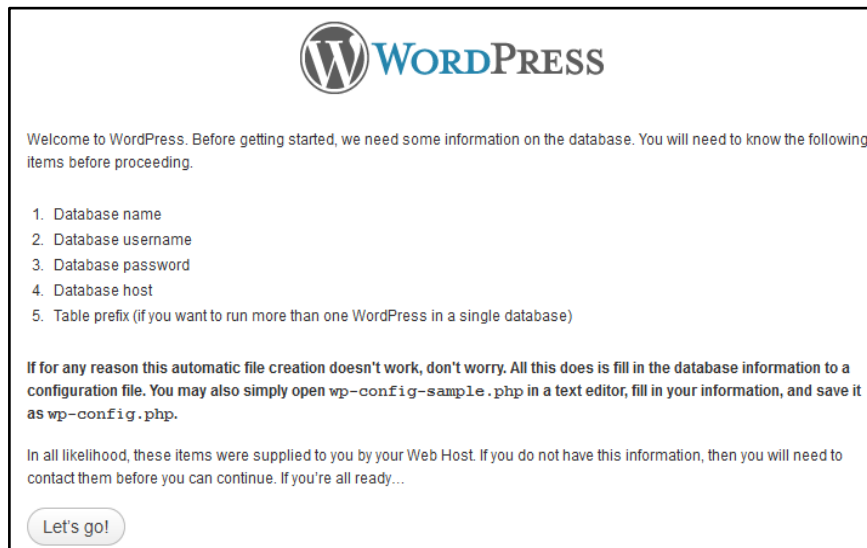 WORDPRESS
Welcome to WordPress. Before getting started, we need some information on the database. You will need to know the following
items before proceeding.
1. Database name
2. Database username
3. Database password
4. Database host
5. Table prefix (if you want to run more than one WordPress in a single database)
If for any reason this automatic file creation doesn't work, don't worry. All this does is fill in the database information to a
configuration file. You may also simply open wp-config-sample.php in a text editor, fill in your information, and save it
as wp-config.php.
In all likelihood, these items were supplied to you by your Web Host. If you do not have this information, then you will need to
contact them before you can continue. If you’re all ready…
Let’s go!